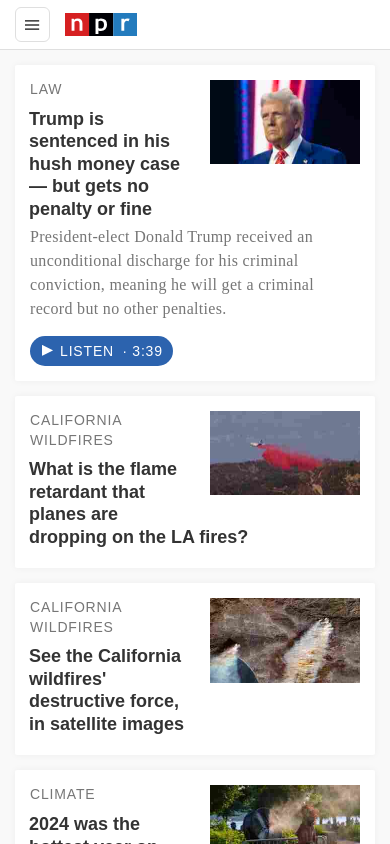 npr
LAW
Trump is
sentenced in his
hush money case
— but gets no
penalty or fine
President-elect Donald Trump received an
unconditional discharge for his criminal
conviction, meaning he will get a criminal
record but no other penalties.
LISTEN · 3:39
CALIFORNIA
WILDFIRES
What is the flame
retardant that
planes are
dropping on the LA fires?
CALIFORNIA
WILDFIRES
See the California
wildfires'
destructive force,
in satellite images
CLIMATE
2024 was the
hottest year on